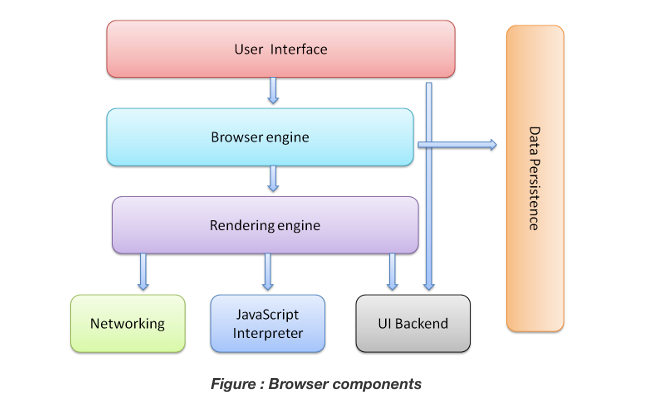 User Interface
Browser engine
Data Persistence
Rendering engine
Networking
JavaScript
Interpreter
UI Backend
Figure : Browser components